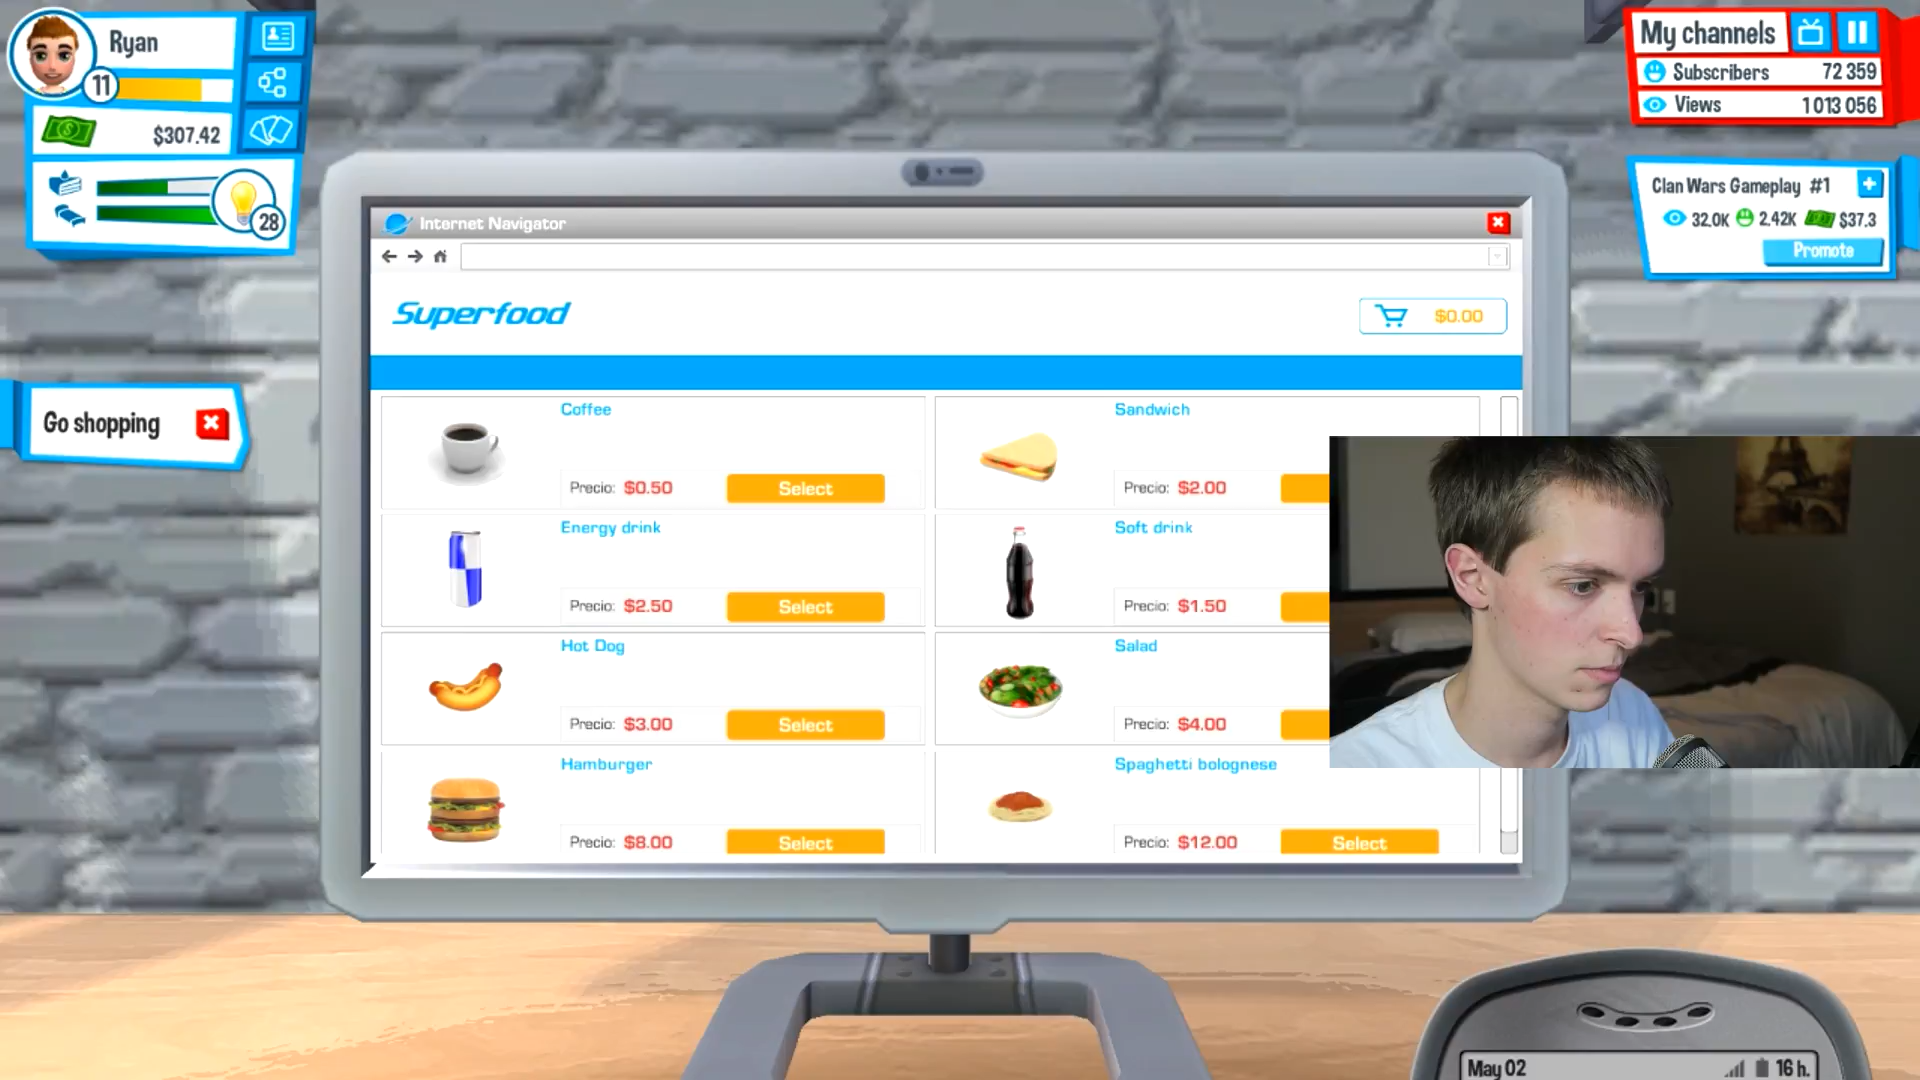 Ryan
11
$307.42
28
My channels
Subscribers 72 359
Views 1 013 056
Clan Wars Gameplay #1
32.0K 2.42K $37.3
Promote
Go shopping
Internet Navigator
Superfood
$0.00
Coffee
Precio: $0.50 Select
Sandwich
Precio: $2.00
Energy drink
Precio: $2.50 Select
Soft drink
Precio: $1.50
Hot Dog
Precio: $3.00 Select
Salad
Precio: $4.00
Hamburger
Precio: $8.00 Select
Spaghetti bolognese
Precio: $12.00 Select
May 02 16 h.